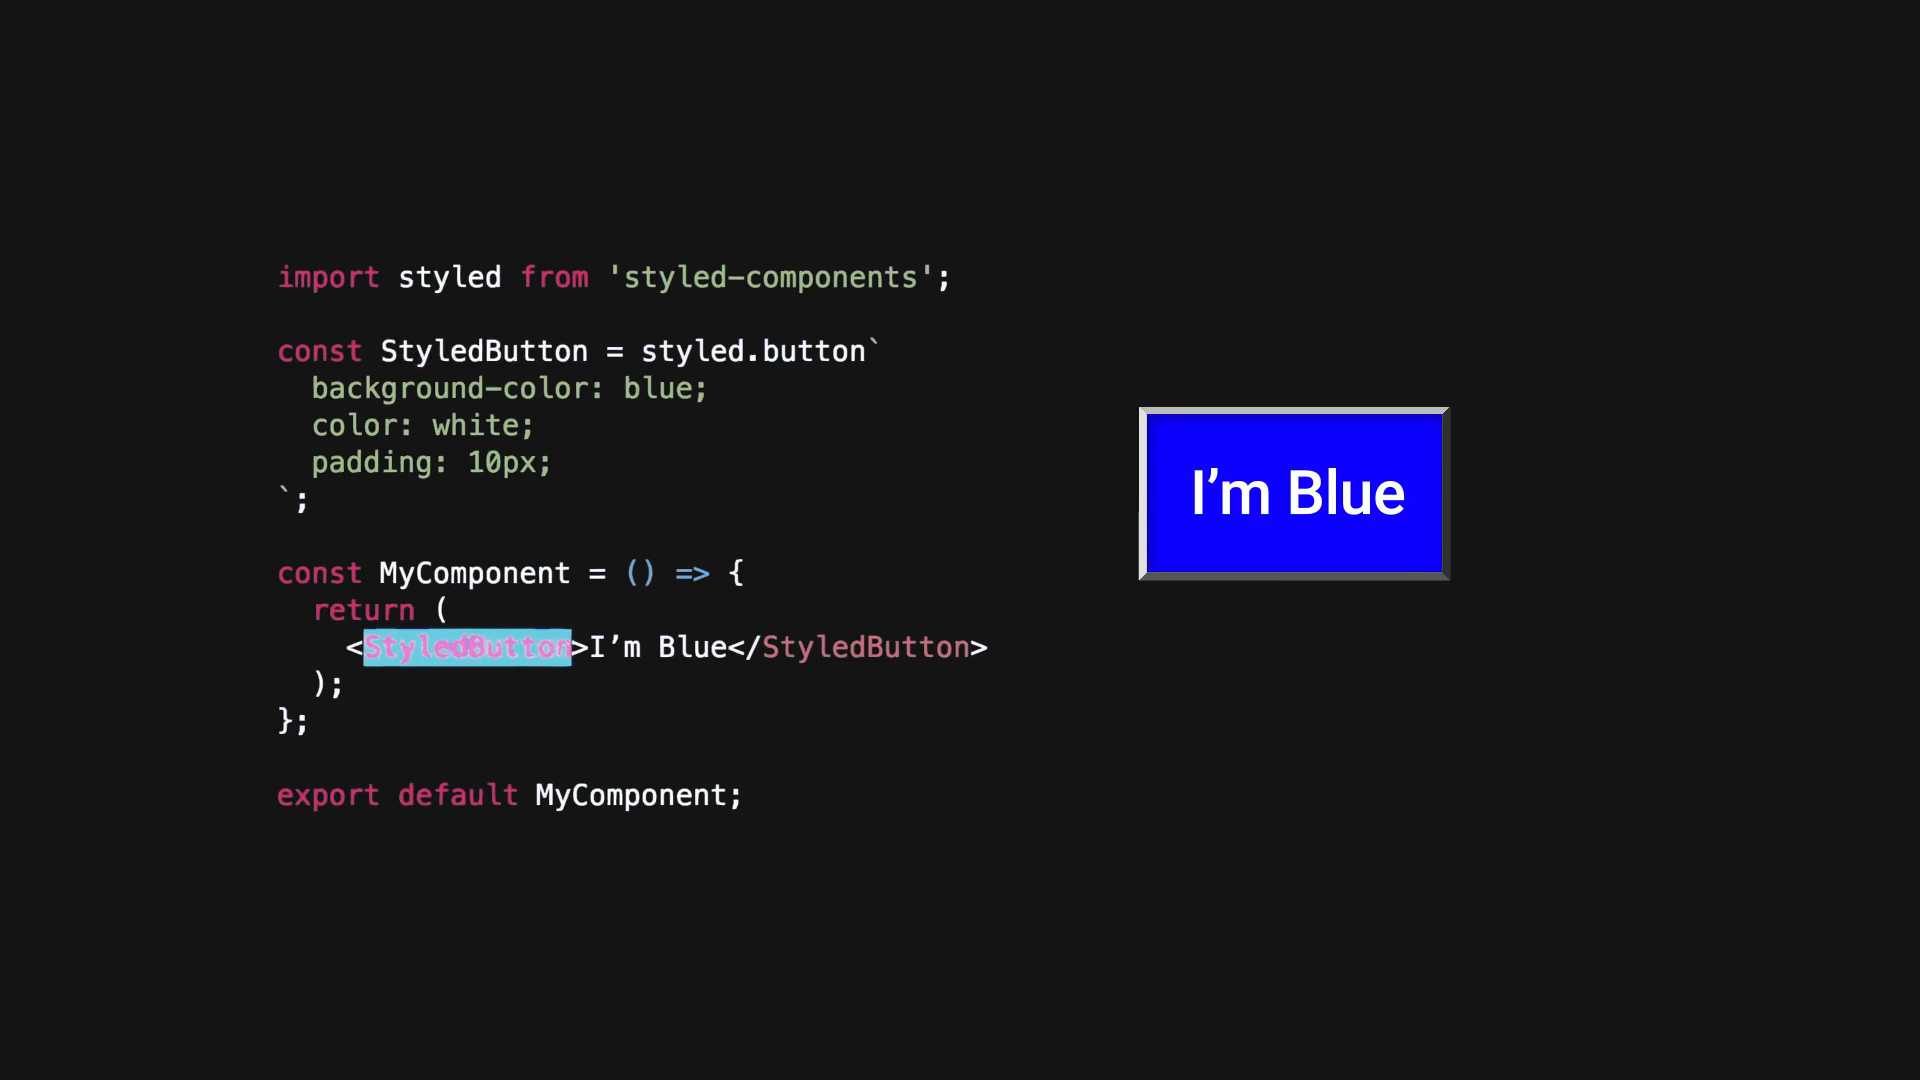 import styled from 'styled-components';
const StyledButton = styled.button`
background-color: blue;
color: white;
padding: 10px;
`;
const MyComponent = () => {
return (
<StyledButton>I’m Blue</StyledButton>
);
};
export default MyComponent;
I’m Blue